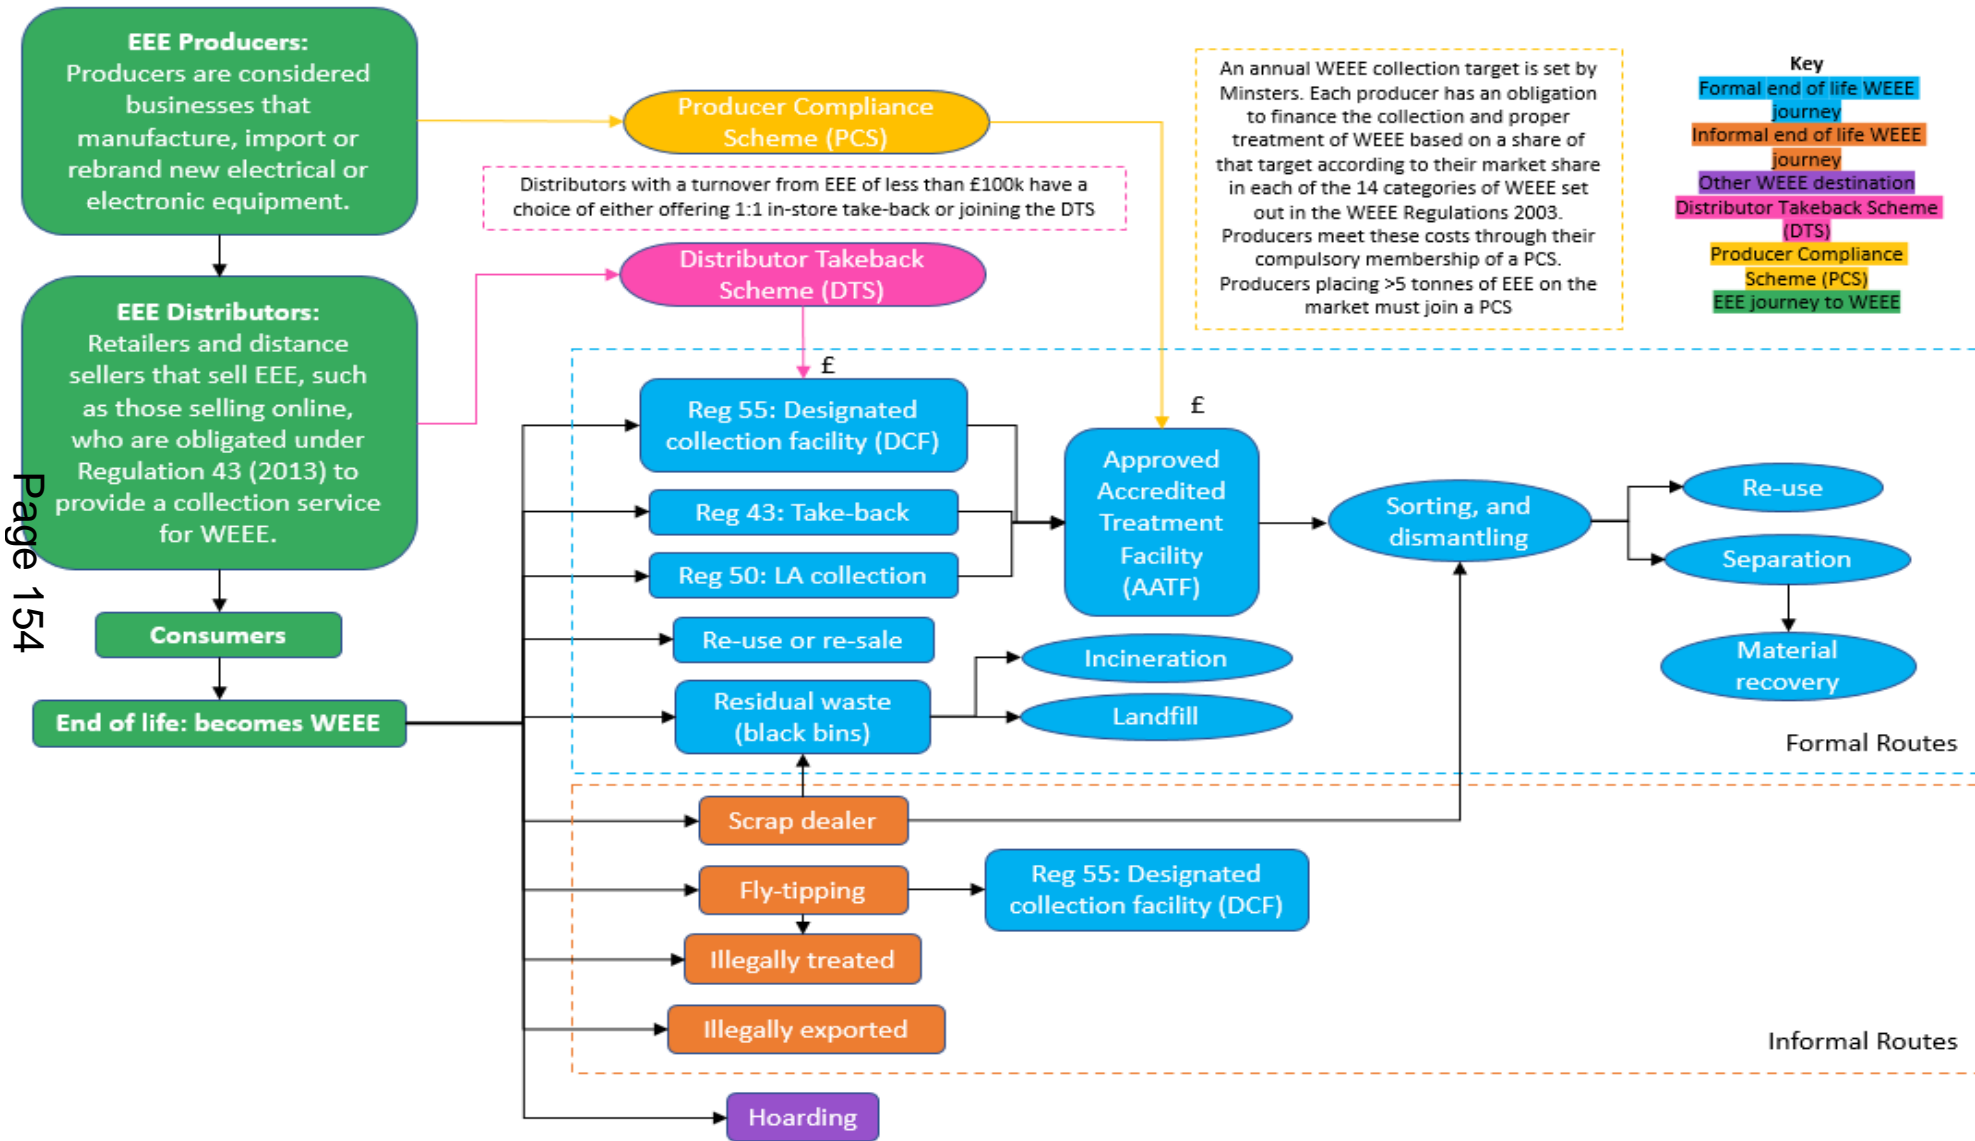 EEE Producers:
Producers are considered
businesses that
manufacture, import or
rebrand new electrical or
electronic equipment.
Producer Compliance
Scheme (PCS)
An annual WEEE collection target is set by
Minsters. Each producer has an obligation
to finance the collection and proper
treatment of WEEE based on a share of
that target according to their market share
in each of the 14 categories of WEEE set
out in the WEEE Regulations 2003.
Producers meet these costs through their
compulsory membership of a PCS.
Producers placing >5 tonnes of EEE on the
market must join a PCS
Key
Formal end of life WEEE
journey
Informal end of life WEEE
journey
Other WEEE destination
Distributor Takeback Scheme
(DTS)
Producer Compliance
Scheme (PCS)
EEE journey to WEEE
Distributors with a turnover from EEE of less than £100k have a
choice of either offering 1:1 in-store take-back or joining the DTS
Distributor Takeback
Scheme (DTS)
EEE Distributors:
Retailers and distance
sellers that sell EEE, such
as those selling online,
who are obligated under
Regulation 43 (2013) to
provide a collection service
for WEEE.
Page 154
Consumers
End of life: becomes WEEE
£
£
Reg 55: Designated
collection facility (DCF)
Reg 43: Take-back
Reg 50: LA collection
Re-use or re-sale
Residual waste
(black bins)
Approved
Accredited
Treatment
Facility
(AATF)
Incineration
Landfill
Sorting, and
dismantling
Re-use
Separation
Material
recovery
Formal Routes
Scrap dealer
Fly-tipping
Reg 55: Designated
collection facility (DCF)
Illegally treated
Illegally exported
Informal Routes
Hoarding